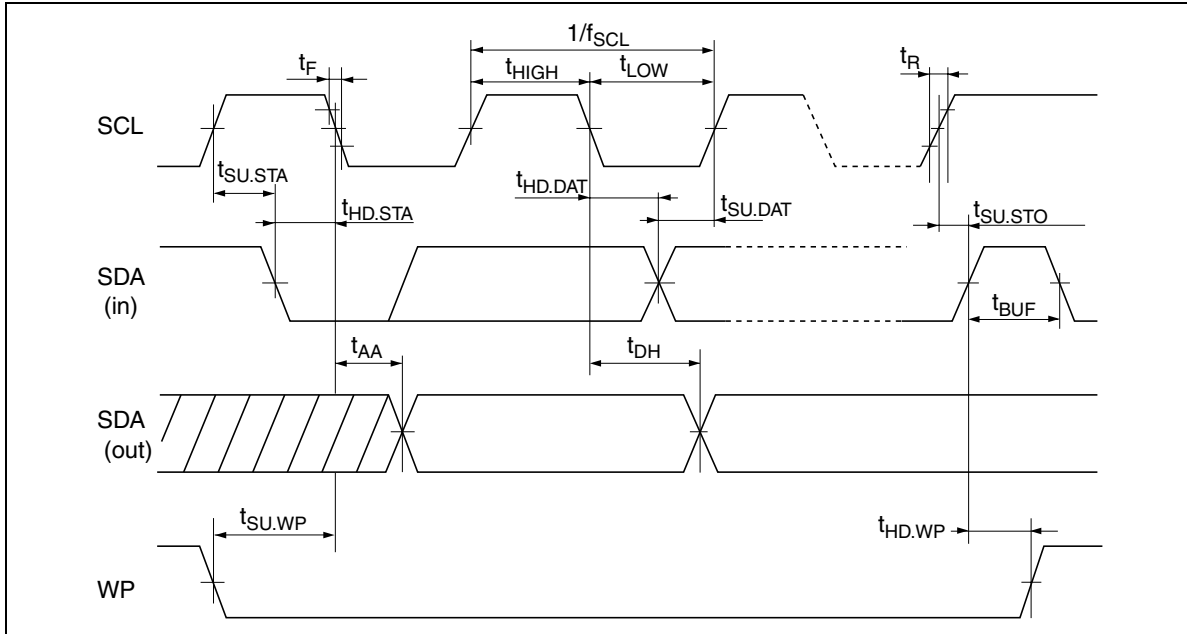 1/fSCL
tF
tHIGH
tLOW
tR
SCL
tSU.STA
tHD.STA
tHD.DAT
tSU.DAT
tSU.STO
SDA
(in)
tBUF
tAA
tDH
SDA
(out)
tSU.WP
tHD.WP
WP